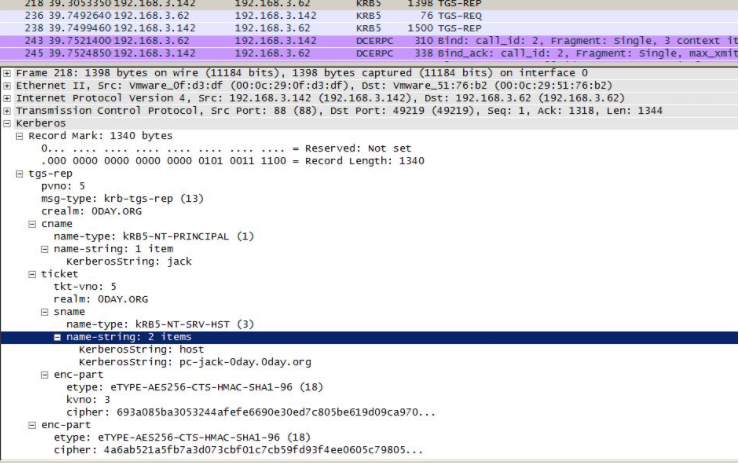 218 39.3053350 192.168.3.142 192.168.3.62 KRB5 1398 TGS-REP
236 39.7492640 192.168.3.62 192.168.3.142 KRB5 76 TGS-REQ
238 39.7499460 192.168.3.142 192.168.3.62 KRB5 1500 TGS-REP
243 39.7521400 192.168.3.62 192.168.3.142 DCERPC 310 Bind: call_id: 2, Fragment: Single, 3 context it
245 39.7524850 192.168.3.142 192.168.3.62 DCERPC 338 Bind_ack: call_id: 2, Fragment: Single, max_xmit
Frame 218: 1398 bytes on wire (11184 bits), 1398 bytes captured (11184 bits) on interface 0
Ethernet II, Src: Vmware_0f:d3:df (00:0c:29:0f:d3:df), Dst: Vmware_51:76:b2 (00:0c:29:51:76:b2)
Internet Protocol Version 4, Src: 192.168.3.142 (192.168.3.142), Dst: 192.168.3.62 (192.168.3.62)
Transmission Control Protocol, Src Port: 88 (88), Dst Port: 49219 (49219), Seq: 1, Ack: 1318, Len: 1344
Kerberos
Record Mark: 1340 bytes
0... .... .... .... .... .... .... .... = Reserved: Not set
.000 0000 0000 0000 0000 0101 0011 1100 = Record Length: 1340
tgs-rep
pvno: 5
msg-type: krb-tgs-rep (13)
crealm: 0DAY.ORG
cname
name-type: kRB5-NT-PRINCIPAL (1)
name-string: 1 item
KerberosString: jack
ticket
tkt-vno: 5
realm: 0DAY.ORG
sname
name-type: kRB5-NT-SRV-HST (3)
name-string: 2 items
KerberosString: host
KerberosString: pc-jack-0day.0day.org
enc-part
etype: eTYPE-AES256-CTS-HMAC-SHA1-96 (18)
kvno: 3
cipher: 693a085ba3053244afefe6690e30ed7c805be619d09ca970...
enc-part
etype: eTYPE-AES256-CTS-HMAC-SHA1-96 (18)
cipher: 4a6ab521a5fb7a3d073cbf01c7cb59fd93f4ee0605c79805...